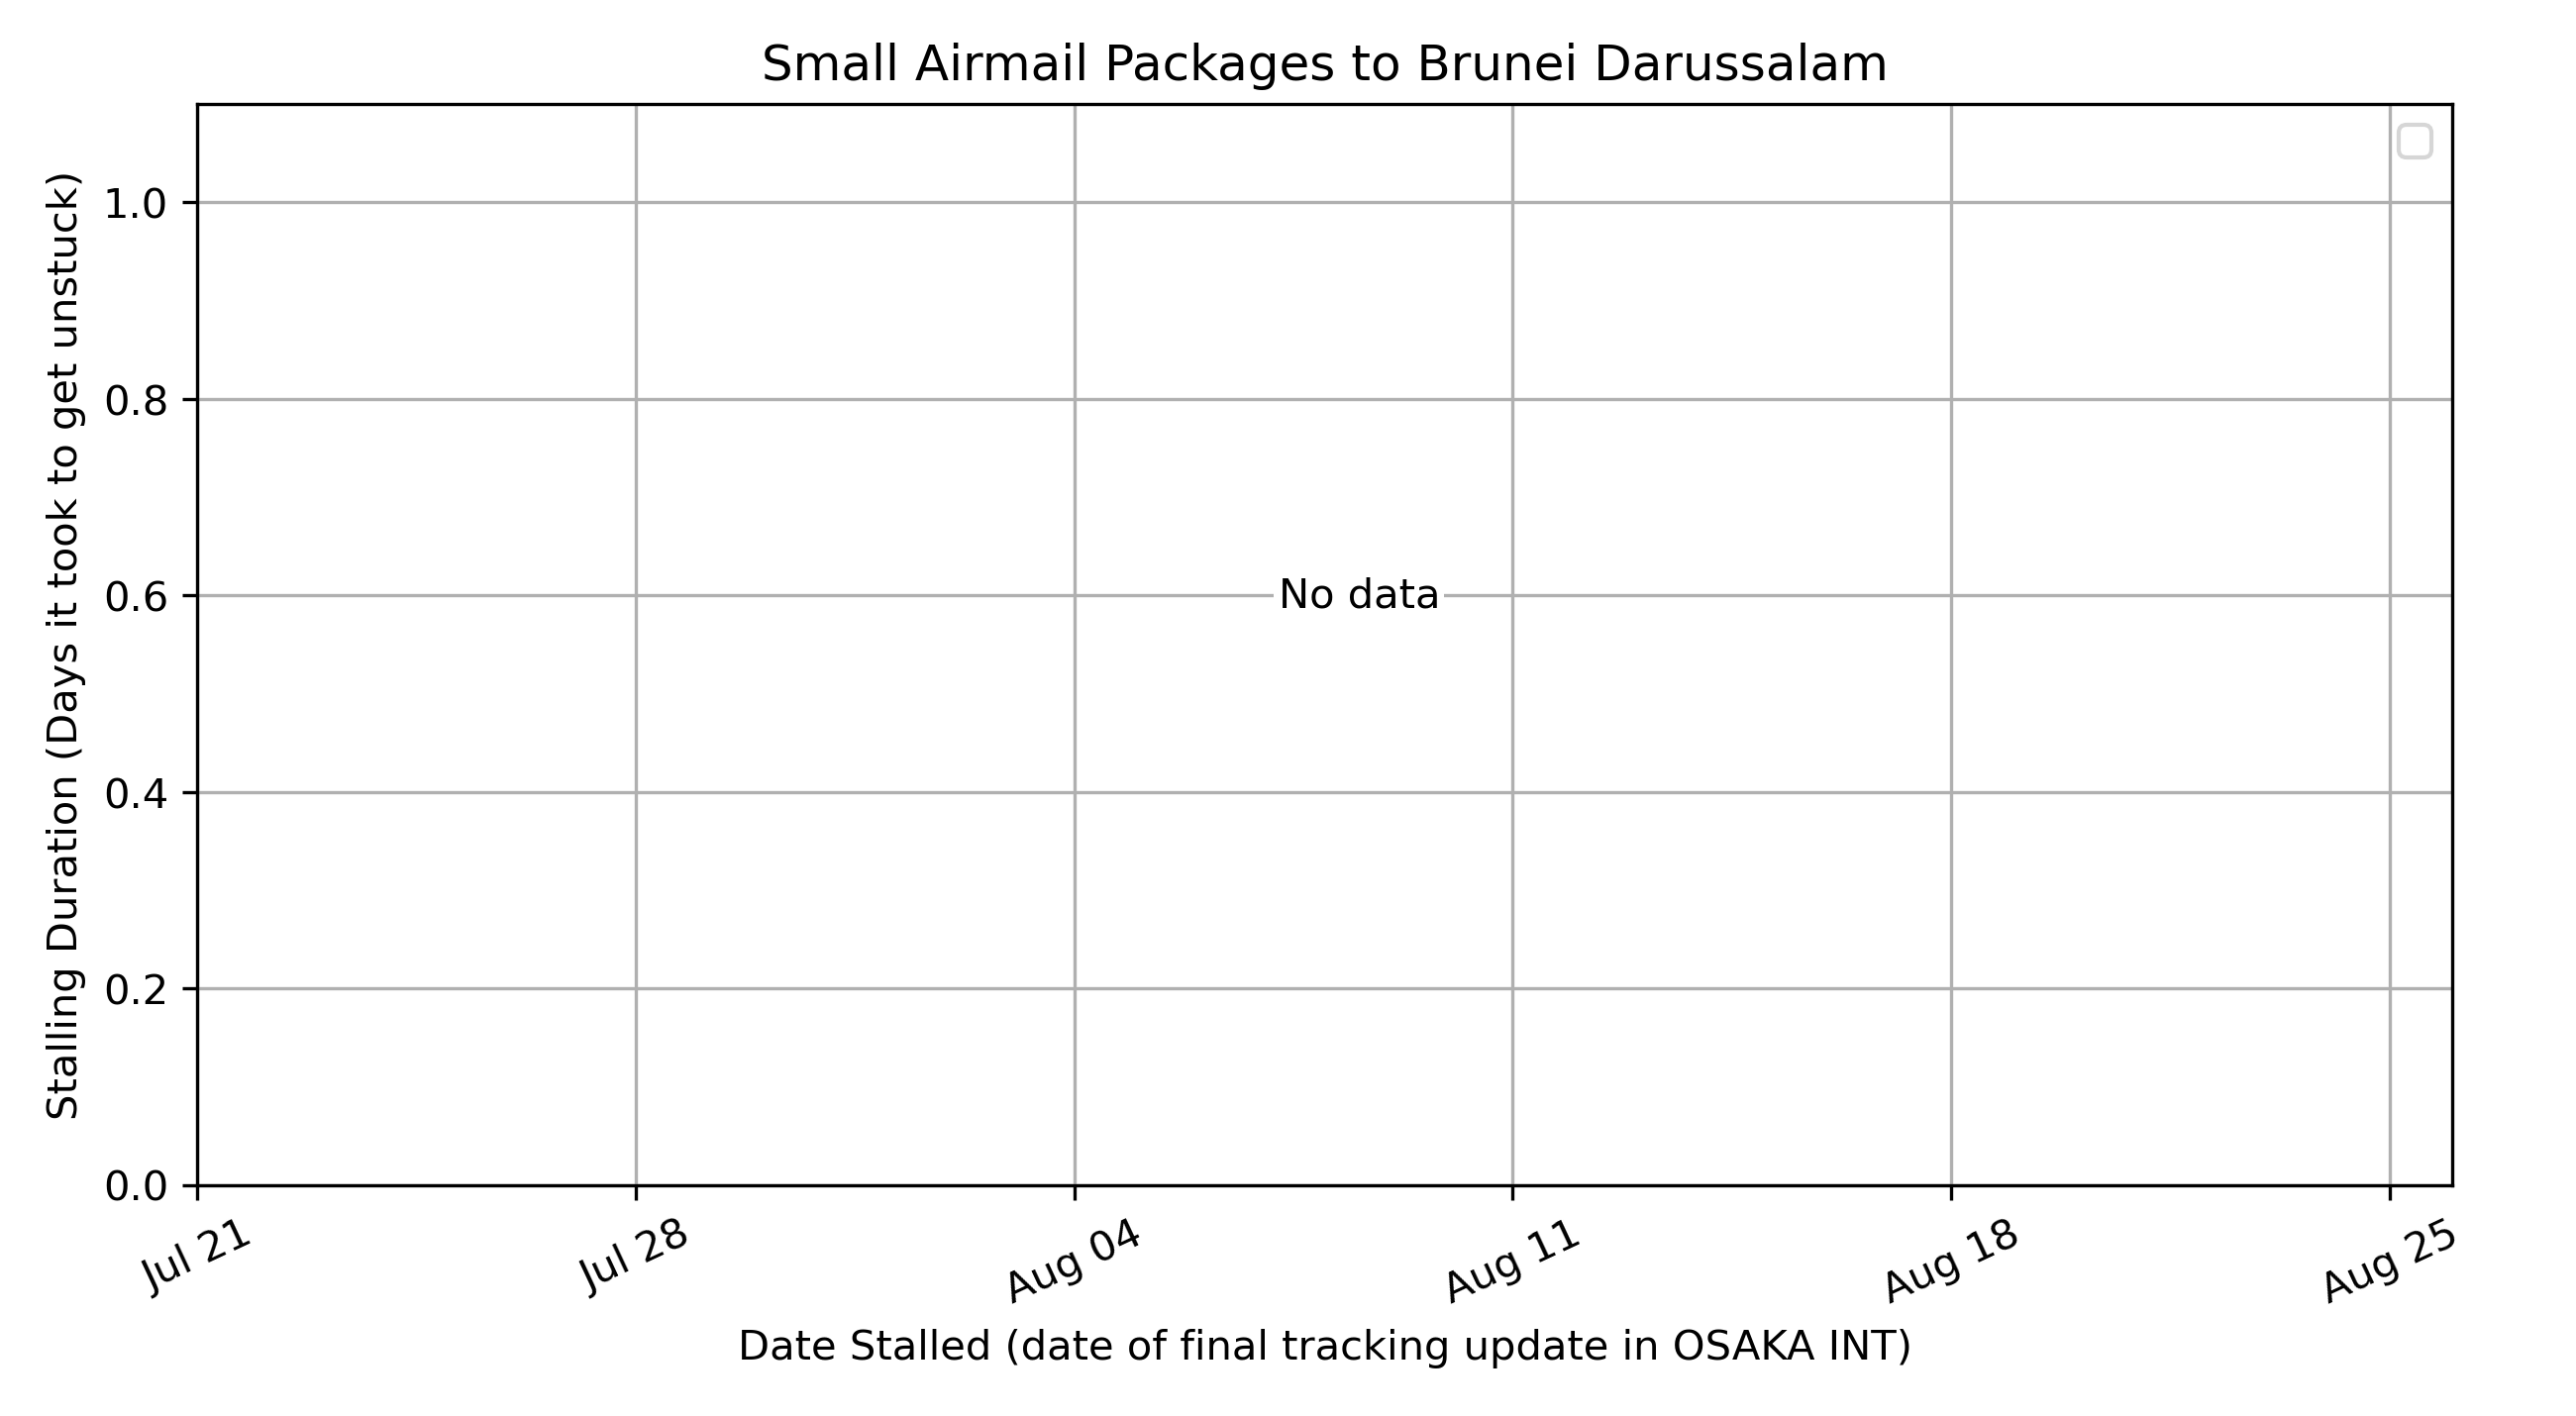 Small Airmail Packages to Brunei Darussalam
Stalling Duration (Days it took to get unstuck)
1.0
0.8
0.6
0.4
0.2
0.0
No data
Jul 21
Jul 28
Aug 04
Aug 11
Aug 18
Aug 25
Date Stalled (date of final tracking update in OSAKA INT)